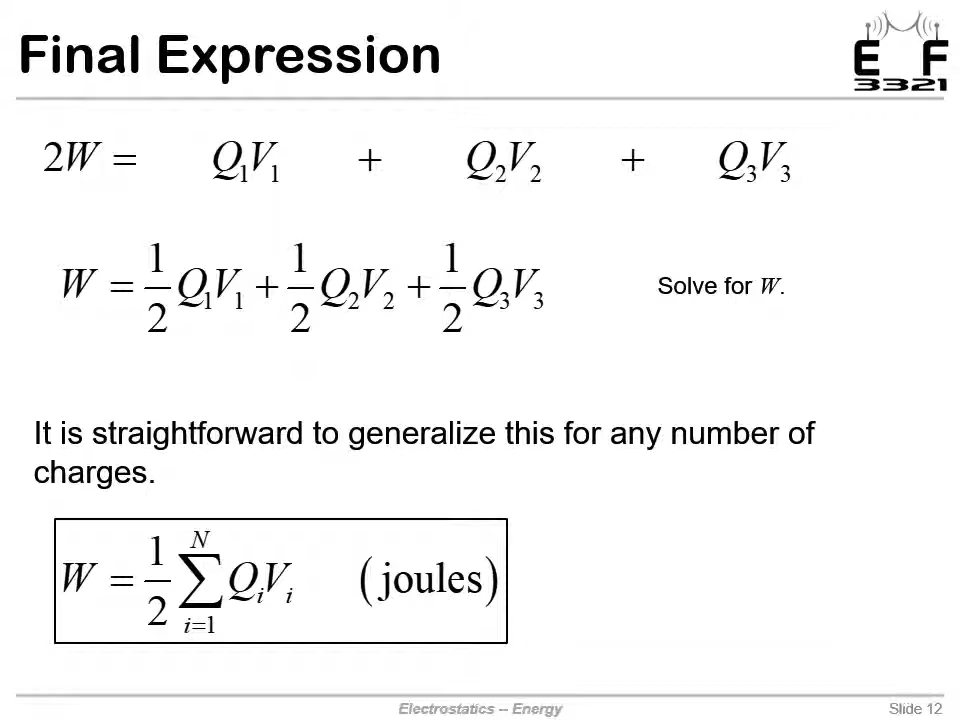 Final Expression
E F
3321
2W = Q₁V₁ + Q₂V₂ + Q₃V₃
W = 1/2 Q₁V₁ + 1/2 Q₂V₂ + 1/2 Q₃V₃ Solve for W.
It is straightforward to generalize this for any number of
charges.
W = 1/2 ∑_{i=1}^{N} QᵢVᵢ (joules)
Electrostatics -- Energy Slide 12